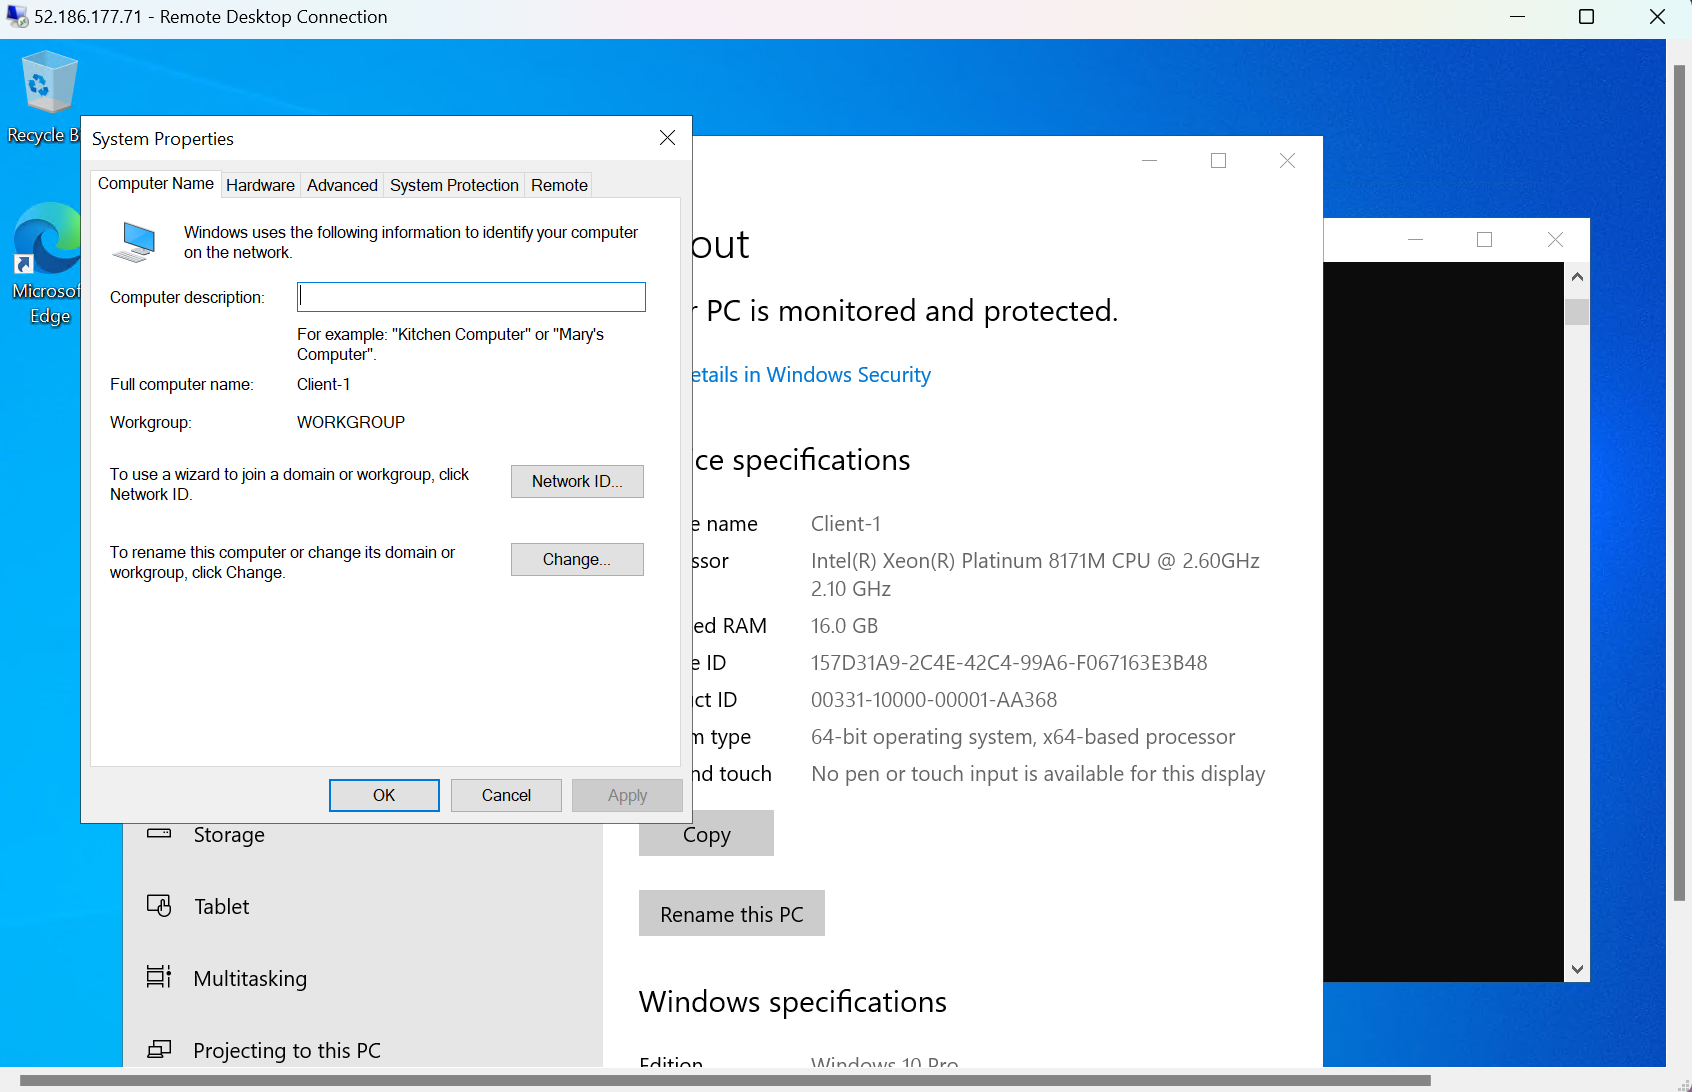 52.186.177.71 - Remote Desktop Connection
Recycle B
Microsof
Edge
System Properties
Computer Name
Hardware
Advanced
System Protection
Remote
Windows uses the following information to identify your computer
on the network.
Computer description:
For example: "Kitchen Computer" or "Mary's
Computer".
Full computer name:
Client-1
Workgroup:
WORKGROUP
To use a wizard to join a domain or workgroup, click
Network ID.
Network ID...
To rename this computer or change its domain or
workgroup, click Change.
Change...
OK
Cancel
Apply
Storage
Tablet
Multitasking
Projecting to this PC
out
r PC is monitored and protected.
etails in Windows Security
ce specifications
e name
Client-1
ssor
Intel(R) Xeon(R) Platinum 8171M CPU @ 2.60GHz
2.10 GHz
ed RAM
16.0 GB
e ID
157D31A9-2C4E-42C4-99A6-F067163E3B48
ct ID
00331-10000-00001-AA368
m type
64-bit operating system, x64-based processor
nd touch
No pen or touch input is available for this display
Copy
Rename this PC
Windows specifications
Edition
Windows 10 Pro